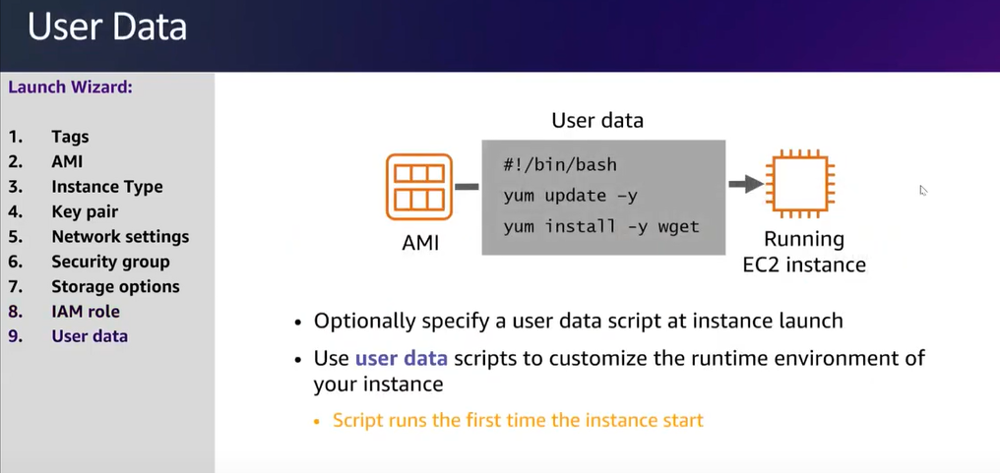 User Data
Launch Wizard:
1. Tags
2. AMI
3. Instance Type
4. Key pair
5. Network settings
6. Security group
7. Storage options
8. IAM role
9. User data
User data
#!/bin/bash
yum update –y
yum install -y wget
AMI
Running
EC2 instance
• Optionally specify a user data script at instance launch
• Use user data scripts to customize the runtime environment of
your instance
• Script runs the first time the instance start